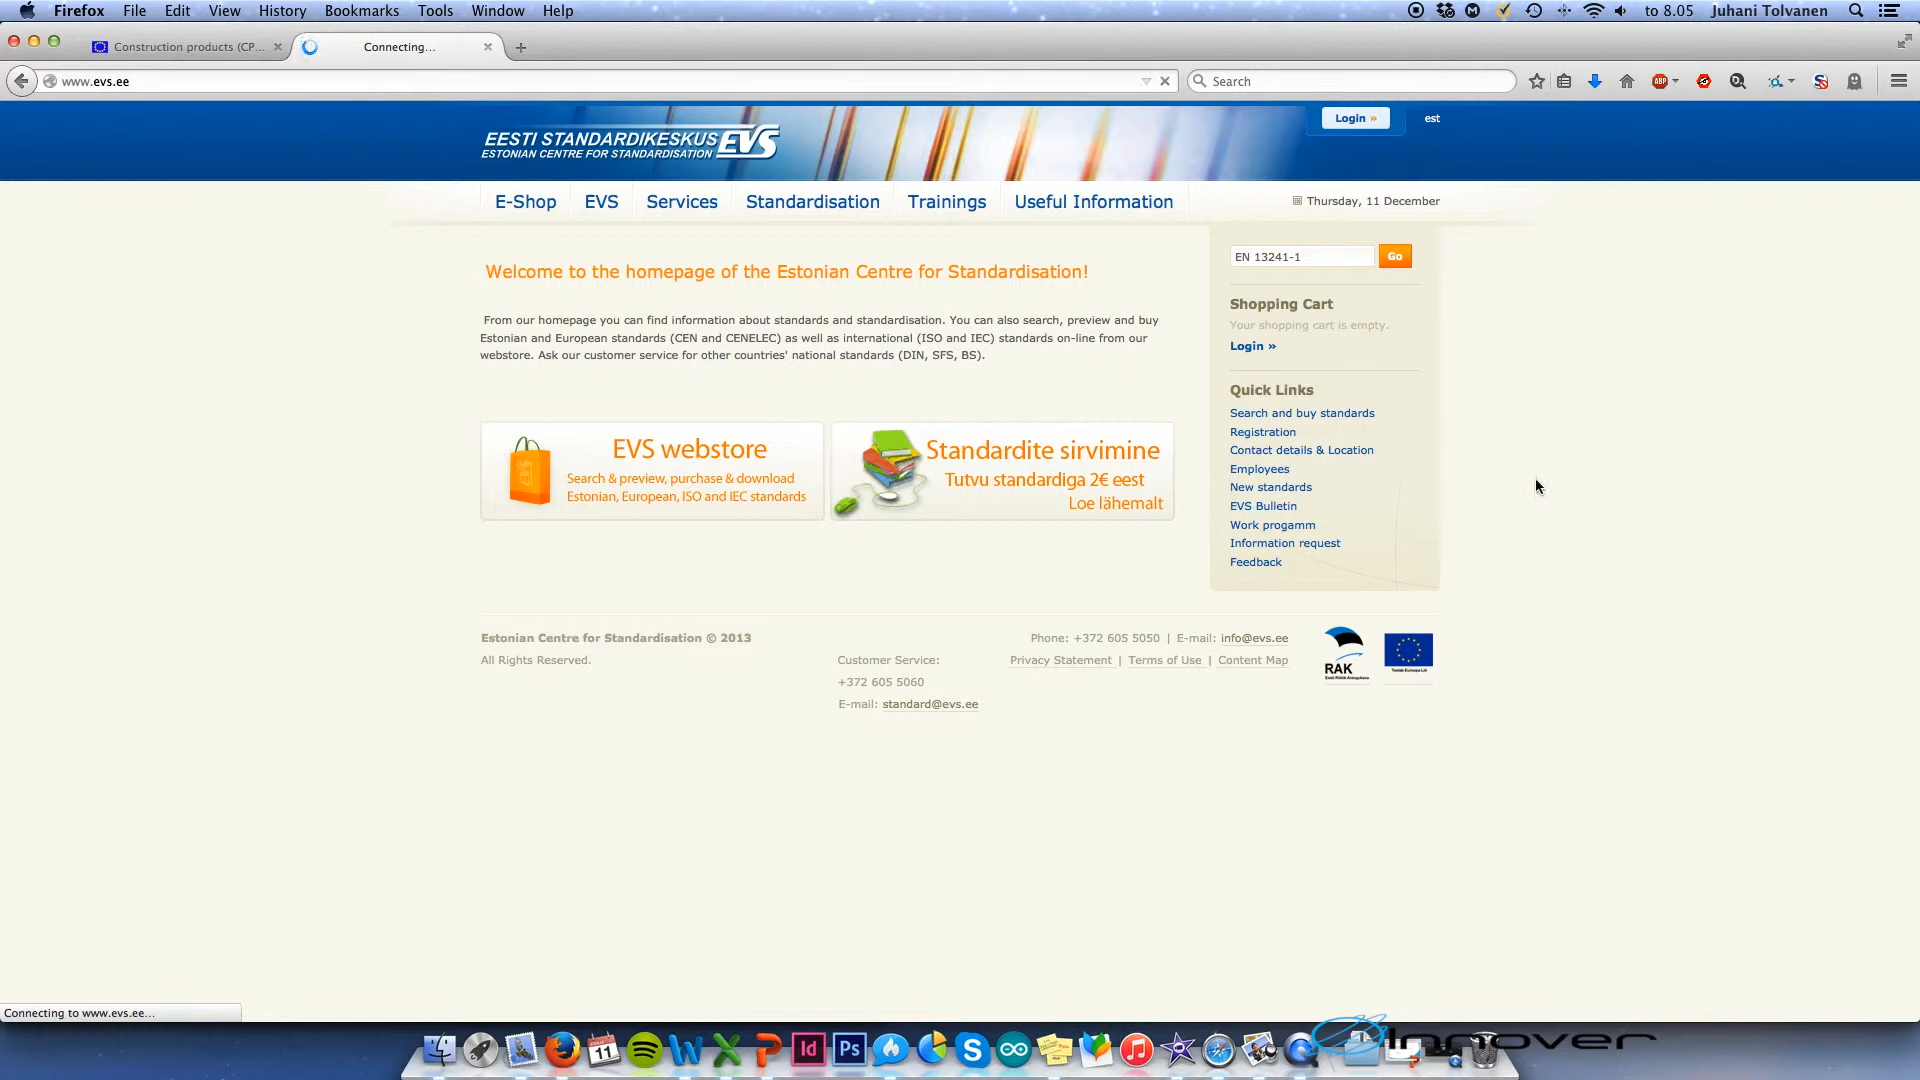 Firefox File Edit View History Bookmarks Tools Window Help to 8.05 Juhani Tolvanen
Construction products (CP... Connecting...
www.evs.ee Search
EESTI STANDARDIKESKUS EVS
ESTONIAN CENTRE FOR STANDARDISATION
Login » est
E-Shop EVS Services Standardisation Trainings Useful Information Thursday, 11 December
EN 13241-1 Go
Welcome to the homepage of the Estonian Centre for Standardisation!
From our homepage you can find information about standards and standardisation. You can also search, preview and buy
Estonian and European standards (CEN and CENELEC) as well as international (ISO and IEC) standards on-line from our
webstore. Ask our customer service for other countries' national standards (DIN, SFS, BS).
Shopping Cart
Your shopping cart is empty.
Login »
EVS webstore
Search & preview, purchase & download
Estonian, European, ISO and IEC standards
Standardite sirvimine
Tutvu standardiga 2€ eest
Loe lähemalt
Quick Links
Search and buy standards
Registration
Contact details & Location
Employees
New standards
EVS Bulletin
Work progamm
Information request
Feedback
Estonian Centre for Standardisation © 2013
All Rights Reserved.
Customer Service:
+372 605 5060
E-mail: standard@evs.ee
Phone: +372 605 5050 | E-mail: info@evs.ee
Privacy Statement | Terms of Use | Content Map
RAK
Connecting to www.evs.ee...
11 Id Ps
Innover